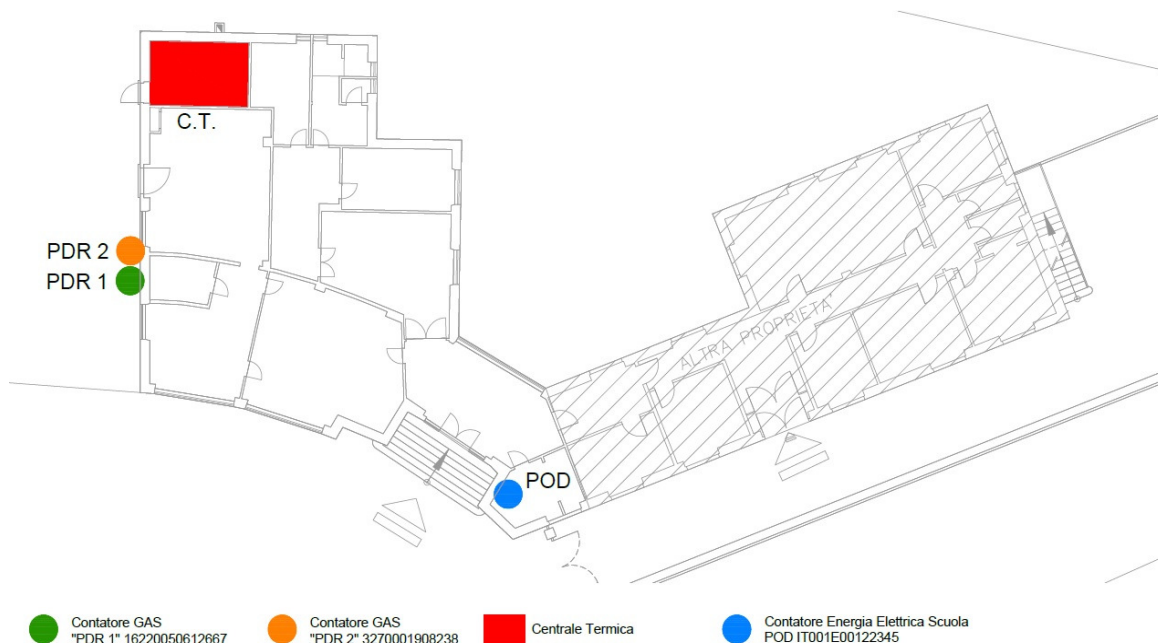 C.T.
PDR 2
PDR 1
ALTRA PROPRIETA'
POD
Contatore GAS
"PDR 1" 16220050612667
Contatore GAS
"PDR 2" 3270001908238
Centrale Termica
Contatore Energia Elettrica Scuola
POD IT001E00122345